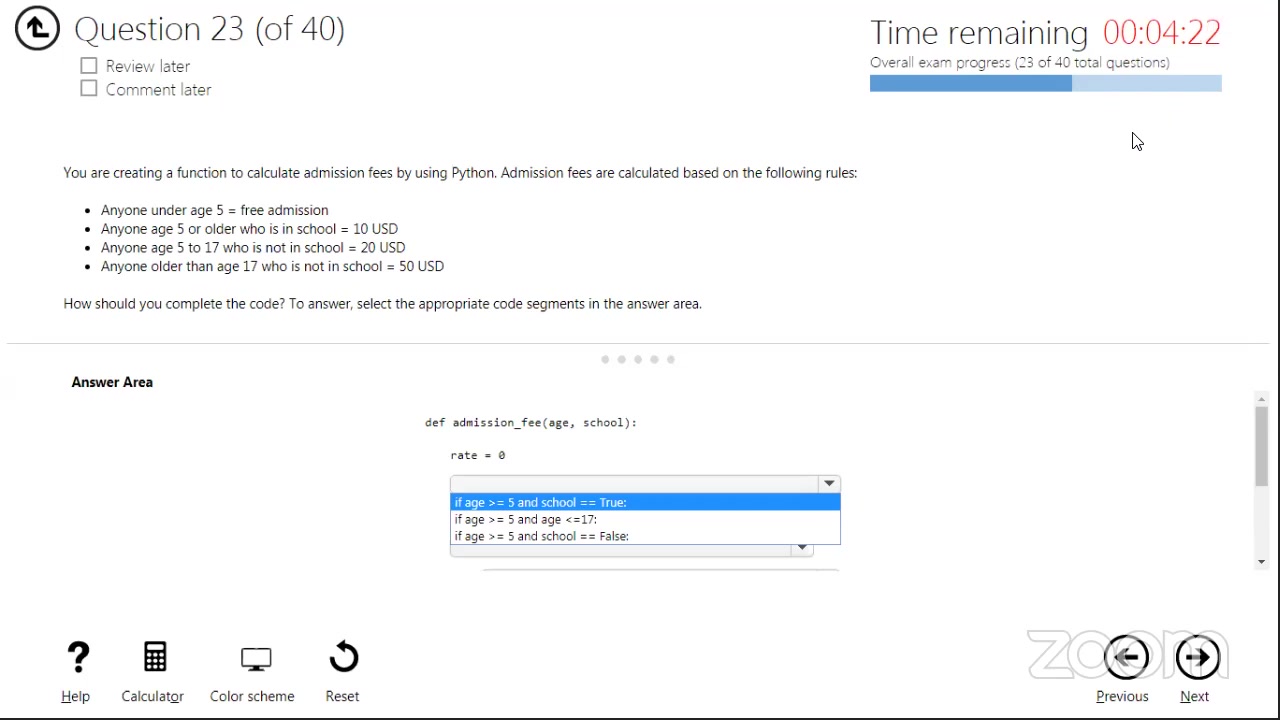 Question 23 (of 40)
Review later
Comment later
Time remaining 00:04:22
Overall exam progress (23 of 40 total questions)
You are creating a function to calculate admission fees by using Python. Admission fees are calculated based on the following rules:
• Anyone under age 5 = free admission
• Anyone age 5 or older who is in school = 10 USD
• Anyone age 5 to 17 who is not in school = 20 USD
• Anyone older than age 17 who is not in school = 50 USD
How should you complete the code? To answer, select the appropriate code segments in the answer area.
Answer Area
def admission_fee(age, school):
rate = 0
if age >= 5 and school == True:
if age >= 5 and age <=17:
if age >= 5 and school == False:
?
Help
Calculator
Color scheme
Reset
zoom
Previous
Next